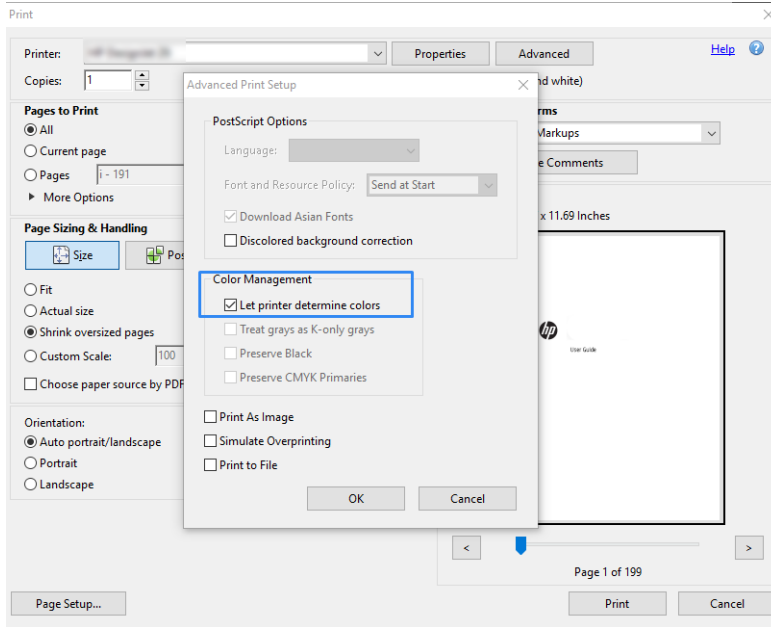 Print
Printer:
Properties
Advanced
Help
?
Copies:
1
nd white)
Pages to Print
All
Current page
Pages
i - 191
More Options
Page Sizing & Handling
Size
Pos
Fit
Actual size
Shrink oversized pages
Custom Scale:
100
Choose paper source by PDF
Orientation:
Auto portrait/landscape
Portrait
Landscape
Advanced Print Setup
PostScript Options
Language:
Font and Resource Policy:
Send at Start
Download Asian Fonts
Discolored background correction
Color Management
Let printer determine colors
Treat grays as K-only grays
Preserve Black
Preserve CMYK Primaries
Print As Image
Simulate Overprinting
Print to File
OK
Cancel
rms
Markups
e Comments
x 11.69 Inches
hp
User Guide
<
>
Page 1 of 199
Page Setup...
Print
Cancel